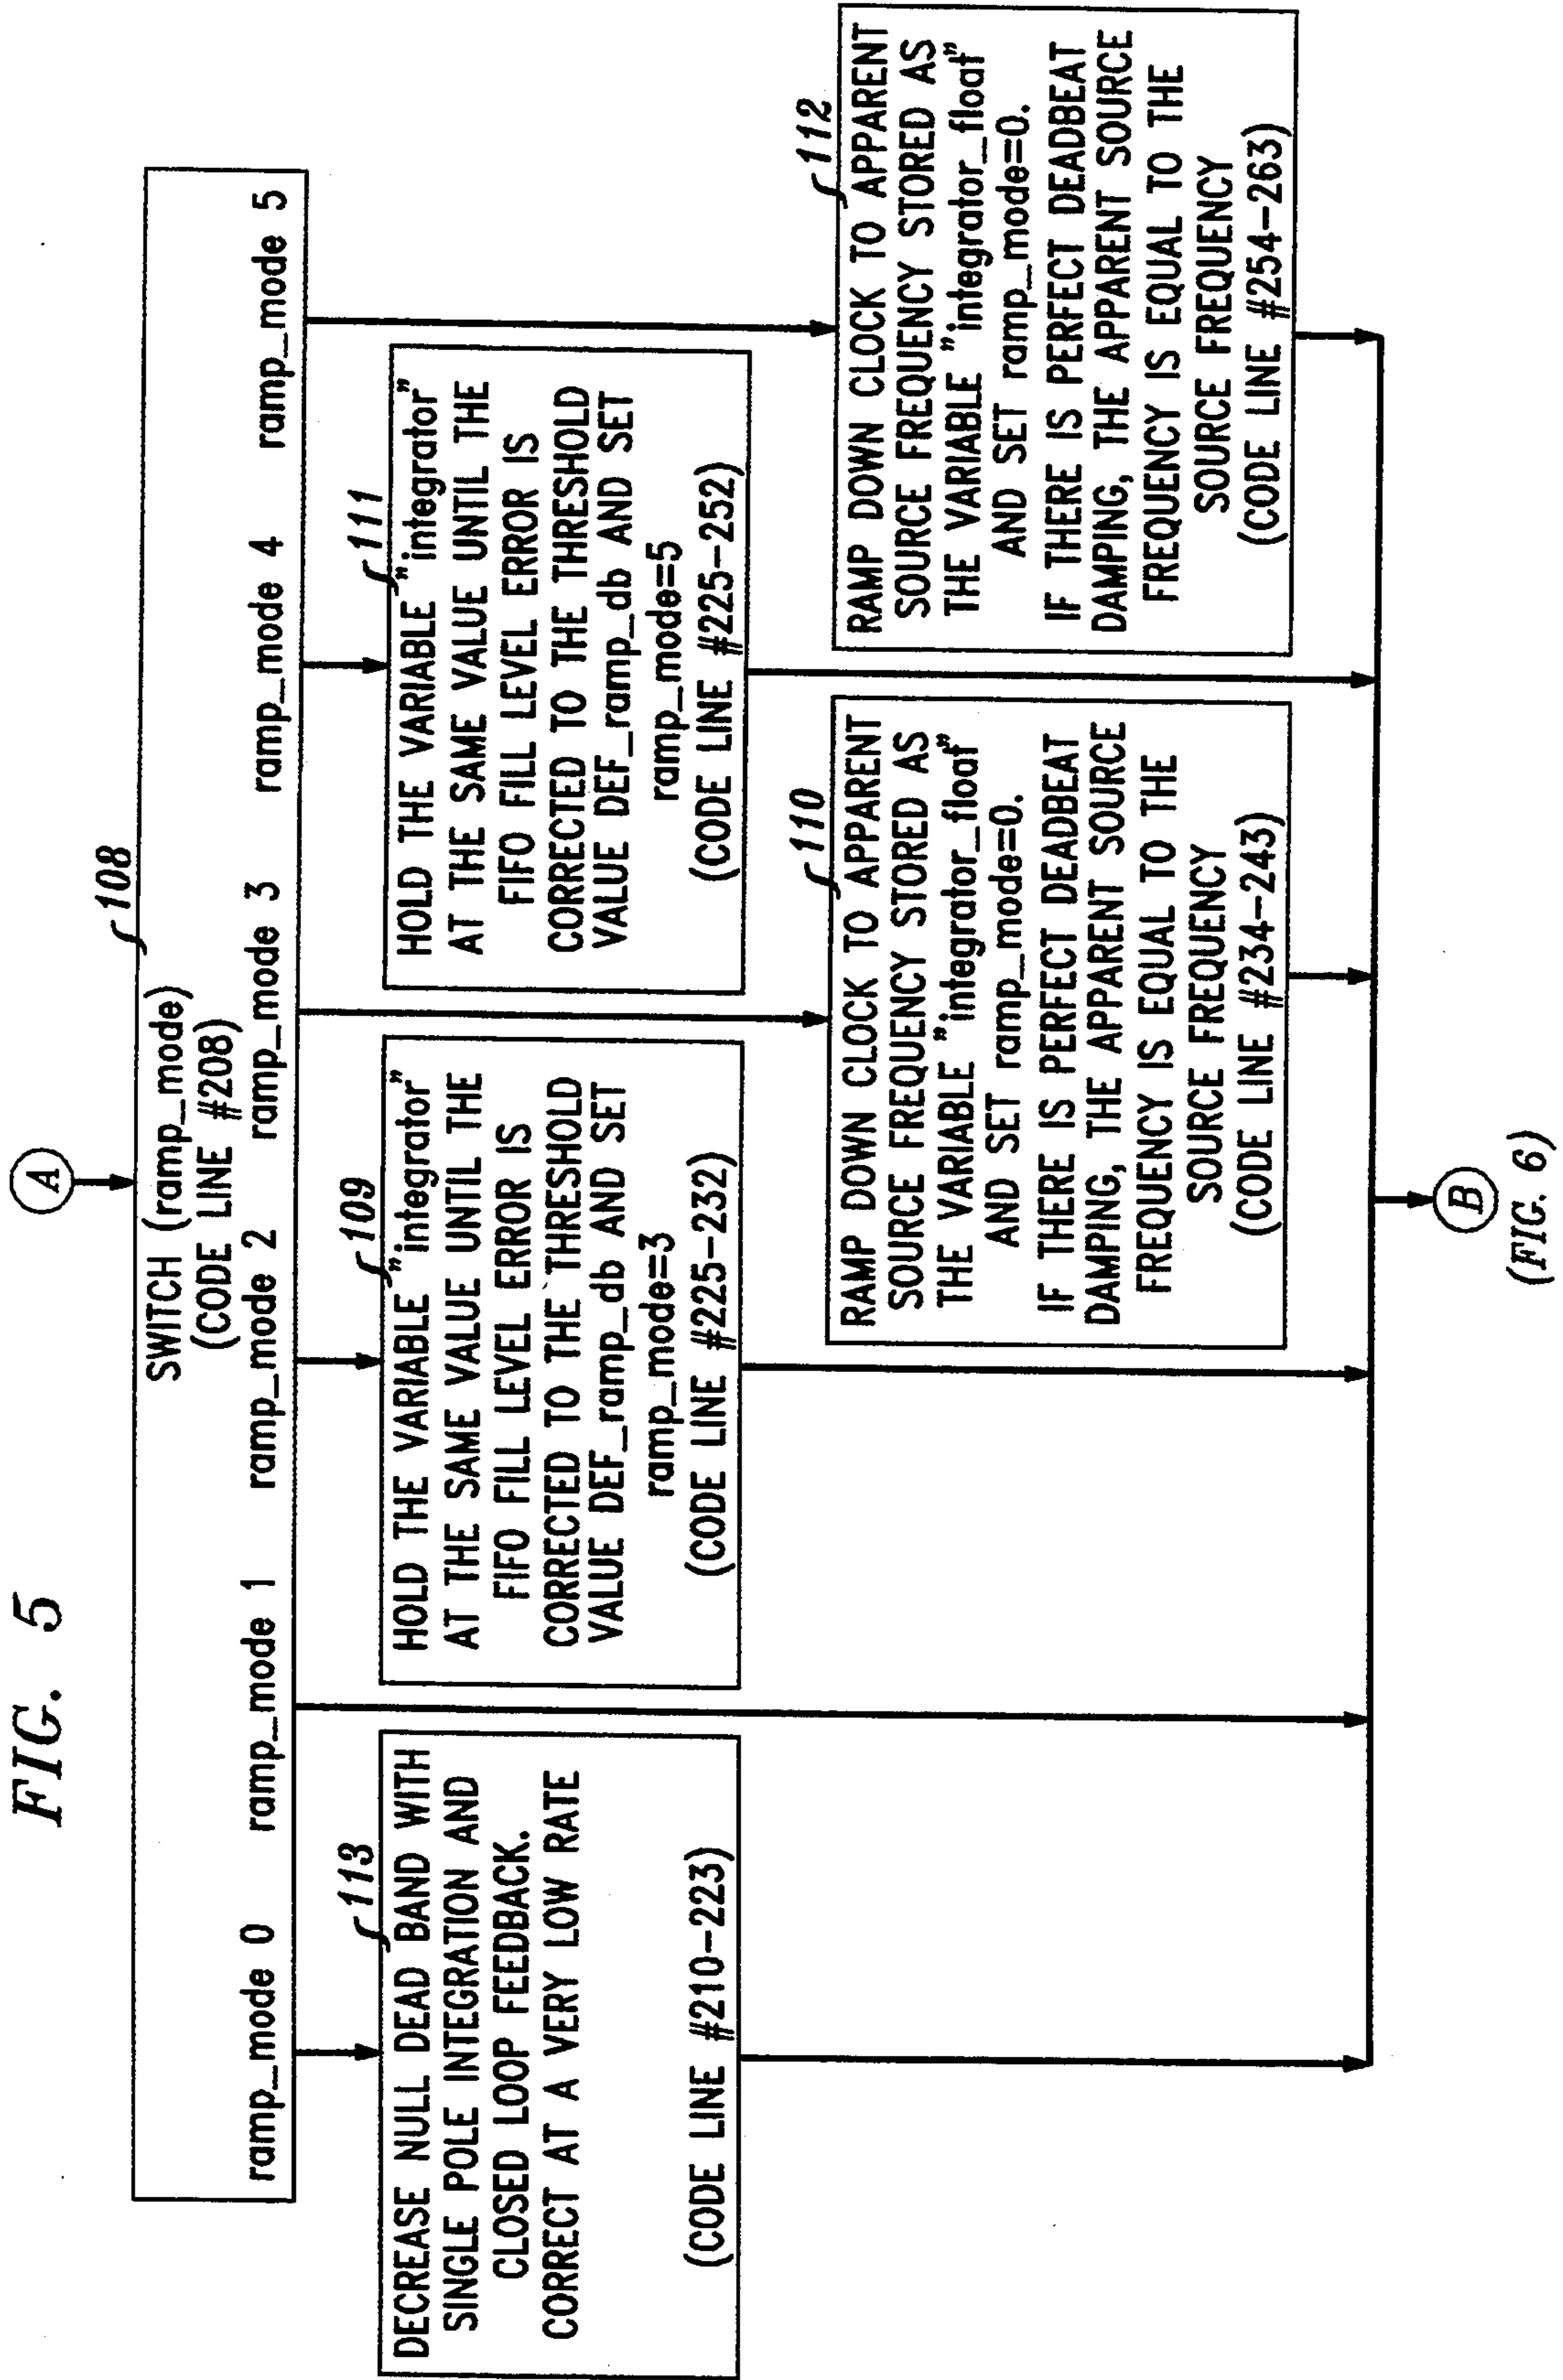 FIG. 5
A
108
SWITCH (ramp_mode)
(CODE LINE #208)
ramp_mode 0 ramp_mode 1 ramp_mode 2 ramp_mode 3 ramp_mode 4 ramp_mode 5
113
DECREASE NULL DEAD BAND WITH
SINGLE POLE INTEGRATION AND
CLOSED LOOP FEEDBACK.
CORRECT AT A VERY LOW RATE
(CODE LINE #210-223)
109
HOLD THE VARIABLE "integrator"
AT THE SAME VALUE UNTIL THE
FIFO FILL LEVEL ERROR IS
CORRECTED TO THE THRESHOLD
VALUE DEF_ramp_db AND SET
ramp_mode=3
(CODE LINE #225-232)
111
HOLD THE VARIABLE "integrator"
AT THE SAME VALUE UNTIL THE
FIFO FILL LEVEL ERROR IS
CORRECTED TO THE THRESHOLD
VALUE DEF_ramp_db AND SET
ramp_mode=5
(CODE LINE #225-252)
110
RAMP DOWN CLOCK TO APPARENT
SOURCE FREQUENCY STORED AS
THE VARIABLE "integrator_float"
AND SET ramp_mode=0.
IF THERE IS PERFECT DEADBEAT
DAMPING, THE APPARENT SOURCE
FREQUENCY IS EQUAL TO THE
SOURCE FREQUENCY
(CODE LINE #234-243)
112
RAMP DOWN CLOCK TO APPARENT
SOURCE FREQUENCY STORED AS
THE VARIABLE "integrator_float"
AND SET ramp_mode=0.
IF THERE IS PERFECT DEADBEAT
DAMPING, THE APPARENT SOURCE
FREQUENCY IS EQUAL TO THE
SOURCE FREQUENCY
(CODE LINE #254-263)
B
(FIG. 6)